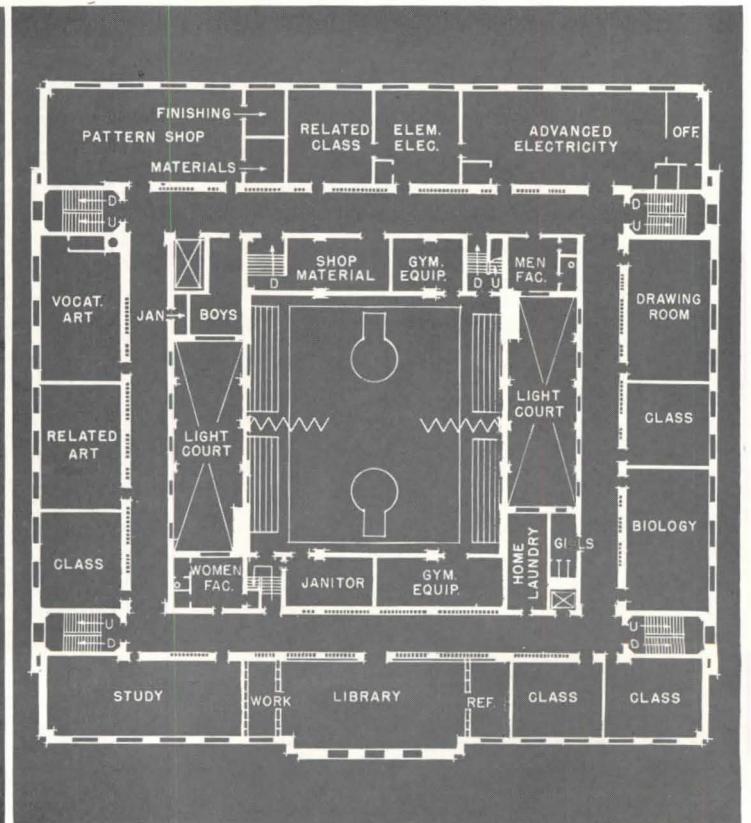 FINISHING
PATTERN SHOP
MATERIALS
RELATED
CLASS
ELEM.
ELEC.
ADVANCED
ELECTRICITY
OFF.
D
U
D
U
VOCAT.
ART
JAN.
BOYS
D
SHOP
MATERIAL
GYM.
EQUIP.
D U
MEN
FAC.
DRAWING
ROOM
LIGHT
COURT
LIGHT
COURT
RELATED
ART
CLASS
CLASS
BIOLOGY
WOMEN
FAC.
JANITOR
GYM.
EQUIP.
HOME
LAUNDRY
GIRLS
U
D
U
D
STUDY
WORK
LIBRARY
REF.
CLASS
CLASS